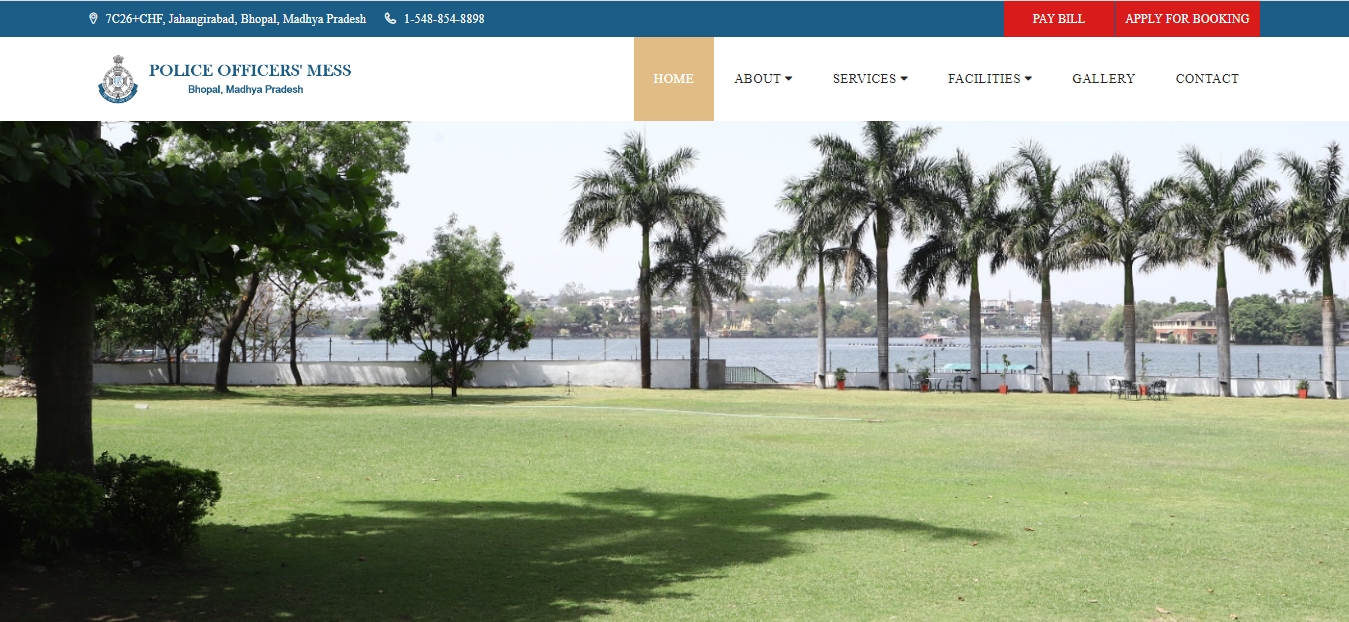 7C26+CHF, Jahangirabad, Bhopal, Madhya Pradesh 1-548-854-8898 PAY BILL APPLY FOR BOOKING
POLICE OFFICERS' MESS
Bhopal, Madhya Pradesh
HOME ABOUT SERVICES FACILITIES GALLERY CONTACT